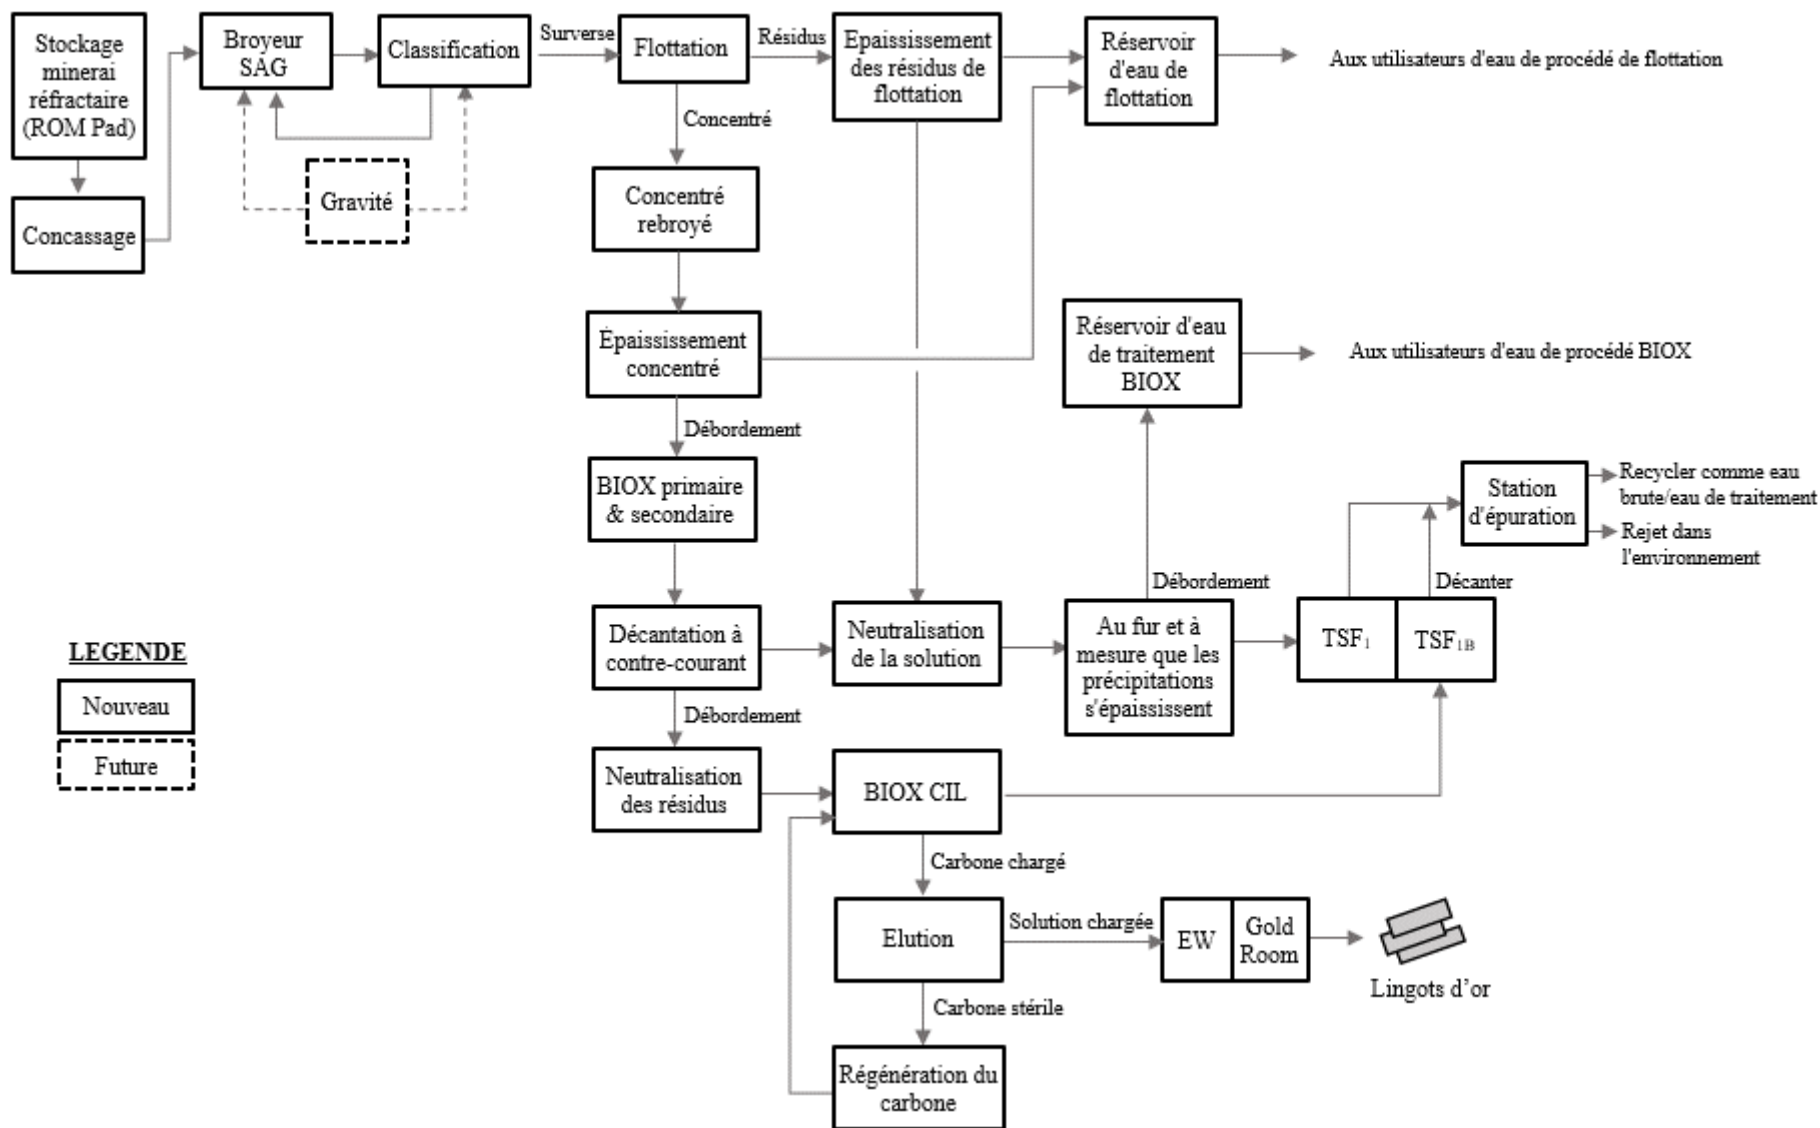 Stockage
minerai
réfractaire
(ROM Pad)
Broyeur
SAG
Classification
Surverse
Flottation
Résidus
Epaississement
des résidus de
flottation
Réservoir
d'eau de
flottation
Aux utilisateurs d'eau de procédé de flottation
Concentré
Gravité
Concassage
Concentré
rebroyé
Épaississement
concentré
Réservoir d'eau
de traitement
BIOX
Aux utilisateurs d'eau de procédé BIOX
Débordement
BIOX primaire
& secondaire
Station
d'épuration
Recycler comme eau
brute/eau de traitement
Rejet dans
l'environnement
Débordement
Décanter
Décantation à
contre-courant
Neutralisation
de la solution
Au fur et à
mesure que les
précipitations
s'épaississent
TSF1
TSF1B
LEGENDE
Nouveau
Future
Débordement
Neutralisation
des résidus
BIOX CIL
Carbone chargé
Elution
Solution chargée
EW
Gold
Room
Lingots d’or
Carbone stérile
Régénération du
carbone